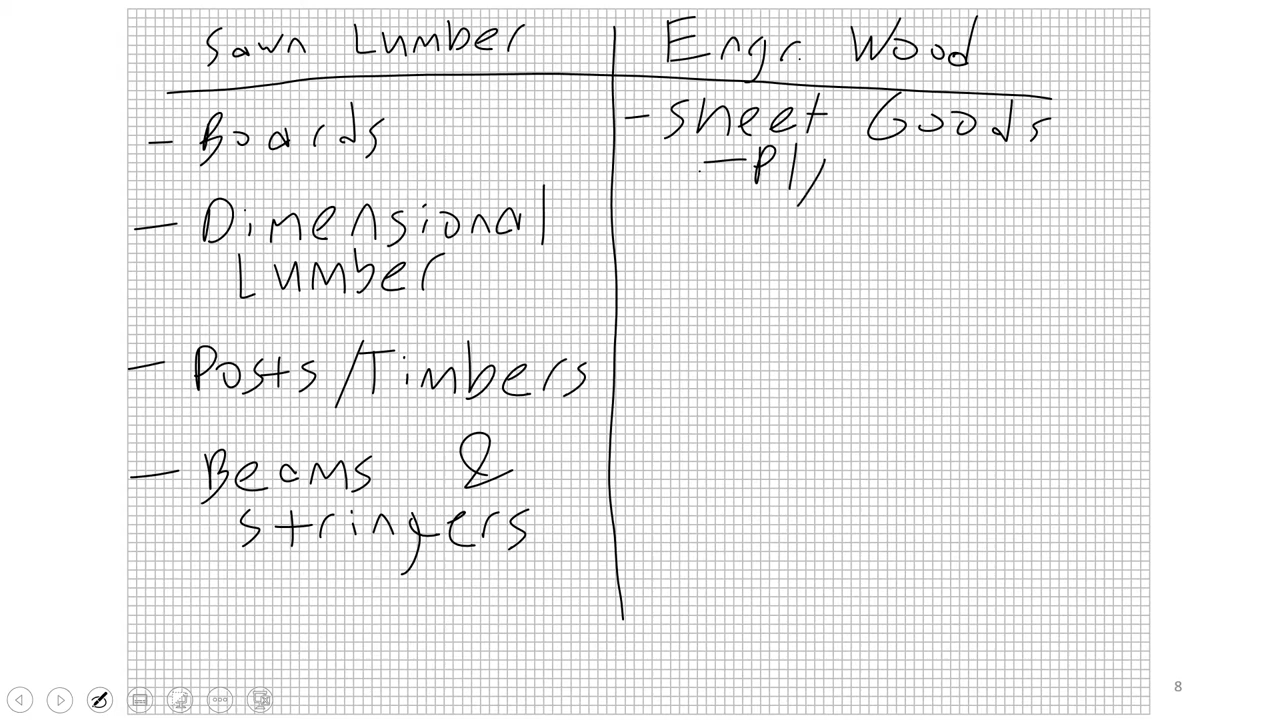 Sawn Lumber
- Boards
- Dimensional
Lumber
- Posts/Timbers
- Beams &
stringers
Engr. Wood
- Sheet Goods
- Ply
8